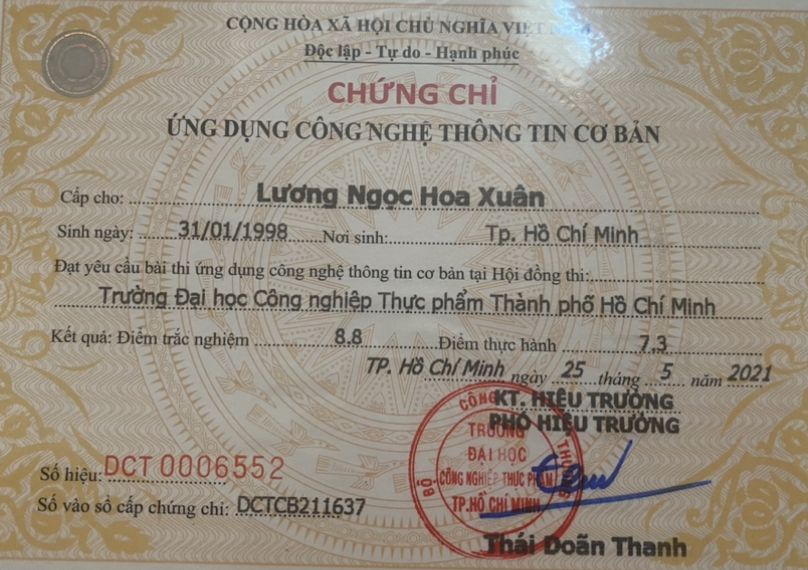 CỘNG HÒA XÃ HỘI CHỦ NGHĨA VIỆT NAM
Độc lập - Tự do - Hạnh phúc
CHỨNG CHỈ
ỨNG DỤNG CÔNG NGHỆ THÔNG TIN CƠ BẢN
Cấp cho: Lương Ngọc Hoa Xuân
Sinh ngày: 31/01/1998 Nơi sinh: Tp. Hồ Chí Minh
Đạt yêu cầu bài thi ứng dụng công nghệ thông tin cơ bản tại Hội đồng thi:
Trường Đại học Công nghiệp Thực phẩm Thành phố Hồ Chí Minh
Kết quả: Điểm trắc nghiệm 8.8 Điểm thực hành 7,3
TP. Hồ Chí Minh ngày 25 tháng 5 năm 2021
KT. HIỆU TRƯỞNG
PHÓ HIỆU TRƯỞNG
TRƯỜNG
ĐẠI HỌC
CÔNG NGHIỆP THỰC PHẨM
TP.HỒ CHÍ MINH
Số hiệu: DCT 0006552
Số vào sổ cấp chứng chỉ: DCTCB211637
Thái Doãn Thanh